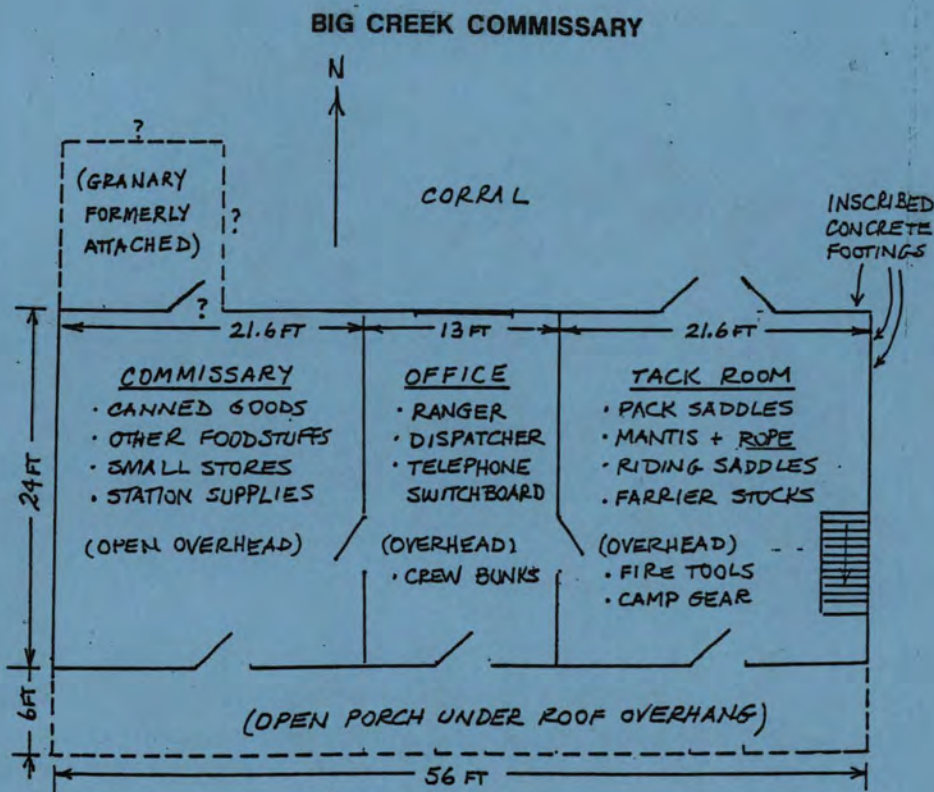 BIG CREEK COMMISSARY
N
?
(GRANARY
FORMERLY
ATTACHED)
?
?
CORRAL
INSCRIBED
CONCRETE
FOOTINGS
21.6 FT
13 FT
21.6 FT
24 FT
COMMISSARY
· CANNED GOODS
· OTHER FOODSTUFFS
· SMALL STORES
· STATION SUPPLIES
(OPEN OVERHEAD)
OFFICE
· RANGER
· DISPATCHER
· TELEPHONE
SWITCHBOARD
(OVERHEAD)
· CREW BUNKS
TACK ROOM
· PACK SADDLES
· MANTIS + ROPE
· RIDING SADDLES
· FARRIER STOCKS
(OVERHEAD)
· FIRE TOOLS
· CAMP GEAR
6 FT
(OPEN PORCH UNDER ROOF OVERHANG)
56 FT